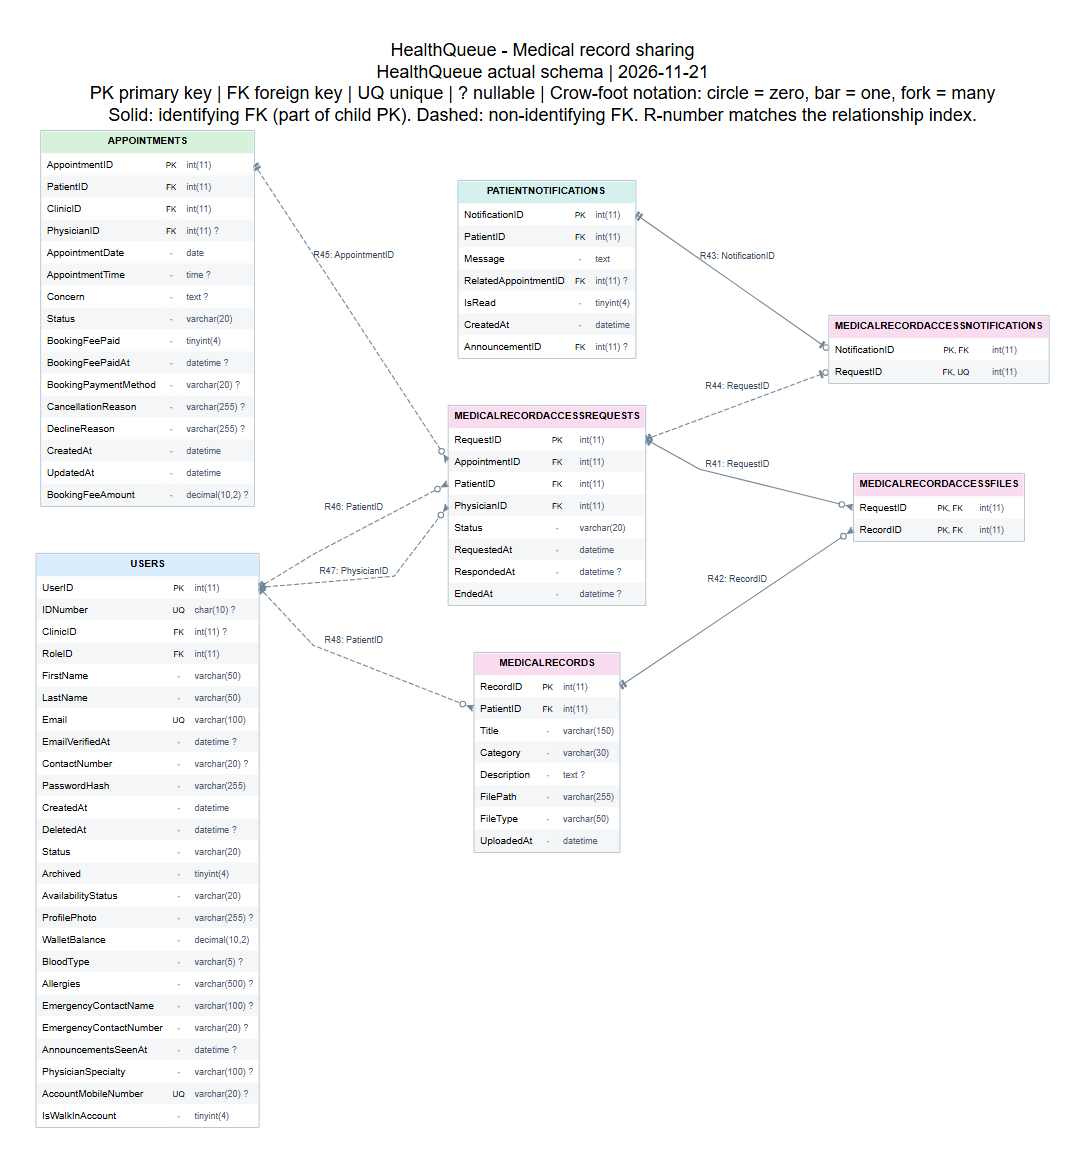 HealthQueue - Medical record sharing
HealthQueue actual schema | 2026-11-21
PK primary key | FK foreign key | UQ unique | ? nullable | Crow-foot notation: circle = zero, bar = one, fork = many
Solid: identifying FK (part of child PK). Dashed: non-identifying FK. R-number matches the relationship index.
APPOINTMENTS
AppointmentID PK int(11)
PatientID FK int(11)
ClinicID FK int(11)
PhysicianID FK int(11) ?
AppointmentDate - date
AppointmentTime - time ?
Concern - text ?
Status - varchar(20)
BookingFeePaid - tinyint(4)
BookingFeePaidAt - datetime ?
BookingPaymentMethod - varchar(20) ?
CancellationReason - varchar(255) ?
DeclineReason - varchar(255) ?
CreatedAt - datetime
UpdatedAt - datetime
BookingFeeAmount - decimal(10,2) ?
R45: AppointmentID
PATIENTNOTIFICATIONS
NotificationID PK int(11)
PatientID FK int(11)
Message - text
RelatedAppointmentID FK int(11) ?
IsRead - tinyint(4)
CreatedAt - datetime
AnnouncementID FK int(11) ?
R43: NotificationID
MEDICALRECORDACCESSNOTIFICATIONS
NotificationID PK, FK int(11)
RequestID FK, UQ int(11)
R44: RequestID
MEDICALRECORDACCESSREQUESTS
RequestID PK int(11)
AppointmentID FK int(11)
PatientID FK int(11)
PhysicianID FK int(11)
Status - varchar(20)
RequestedAt - datetime
RespondedAt - datetime ?
EndedAt - datetime ?
R41: RequestID
MEDICALRECORDACCESSFILES
RequestID PK, FK int(11)
RecordID PK, FK int(11)
R46: PatientID
R47: PhysicianID
R42: RecordID
R48: PatientID
USERS
UserID PK int(11)
IDNumber UQ char(10) ?
ClinicID FK int(11) ?
RoleID FK int(11)
FirstName - varchar(50)
LastName - varchar(50)
Email UQ varchar(100)
EmailVerifiedAt - datetime ?
ContactNumber - varchar(20) ?
PasswordHash - varchar(255)
CreatedAt - datetime
DeletedAt - datetime ?
Status - varchar(20)
Archived - tinyint(4)
AvailabilityStatus - varchar(20)
ProfilePhoto - varchar(255) ?
WalletBalance - decimal(10,2)
BloodType - varchar(5) ?
Allergies - varchar(500) ?
EmergencyContactName - varchar(100) ?
EmergencyContactNumber - varchar(20) ?
AnnouncementsSeenAt - datetime ?
PhysicianSpecialty - varchar(100) ?
AccountMobileNumber UQ varchar(20) ?
IsWalkInAccount - tinyint(4)
MEDICALRECORDS
RecordID PK int(11)
PatientID FK int(11)
Title - varchar(150)
Category - varchar(30)
Description - text ?
FilePath - varchar(255)
FileType - varchar(50)
UploadedAt - datetime